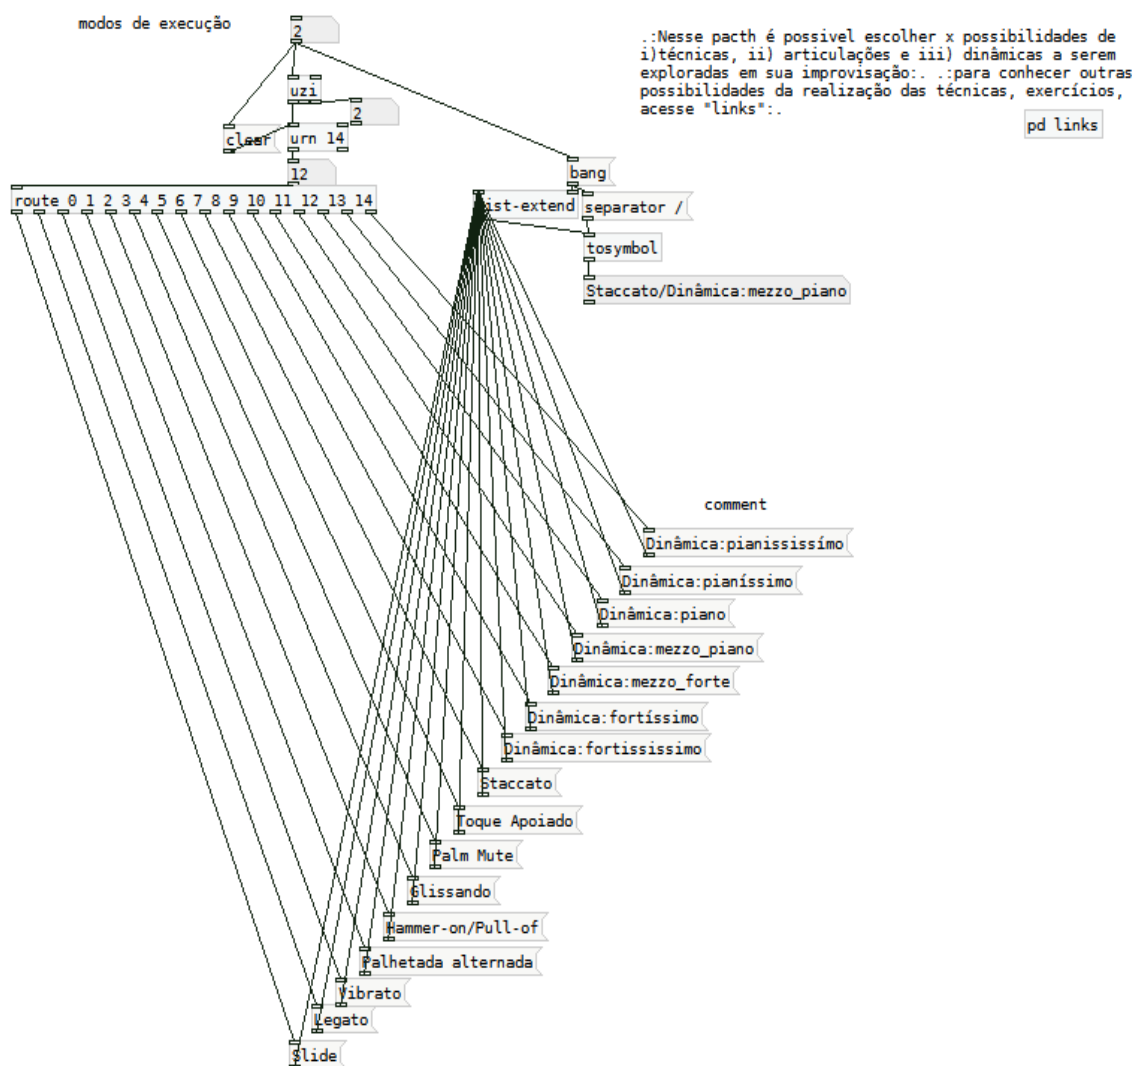 modos de execução
2
.:Nesse pacth é possivel escolher x possibilidades de
i)técnicas, ii) articulações e iii) dinâmicas a serem
exploradas em sua improvisação:. .:para conhecer outras
possibilidades da realização das técnicas, exercícios,
acesse "links":.
pd links
uzi
2
clear
urn 14
12
bang
route 0 1 2 3 4 5 6 7 8 9 10 11 12 13 14
list-extend
separator /
tosymbol
Staccato/Dinâmica:mezzo_piano
comment
Dinâmica:pianississímo
Dinâmica:pianíssimo
Dinâmica:piano
Dinâmica:mezzo_piano
Dinâmica:mezzo_forte
Dinâmica:fortíssimo
Dinâmica:fortississimo
Staccato
Toque Apoiado
Palm Mute
Glissando
Hammer-on/Pull-of
Palhetada alternada
Vibrato
Legato
Slide